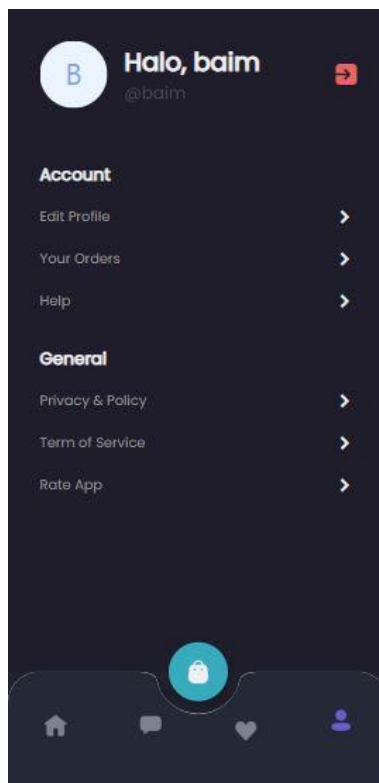 B
Halo, baim
@baim
Account
Edit Profile
Your Orders
Help
General
Privacy & Policy
Term of Service
Rate App